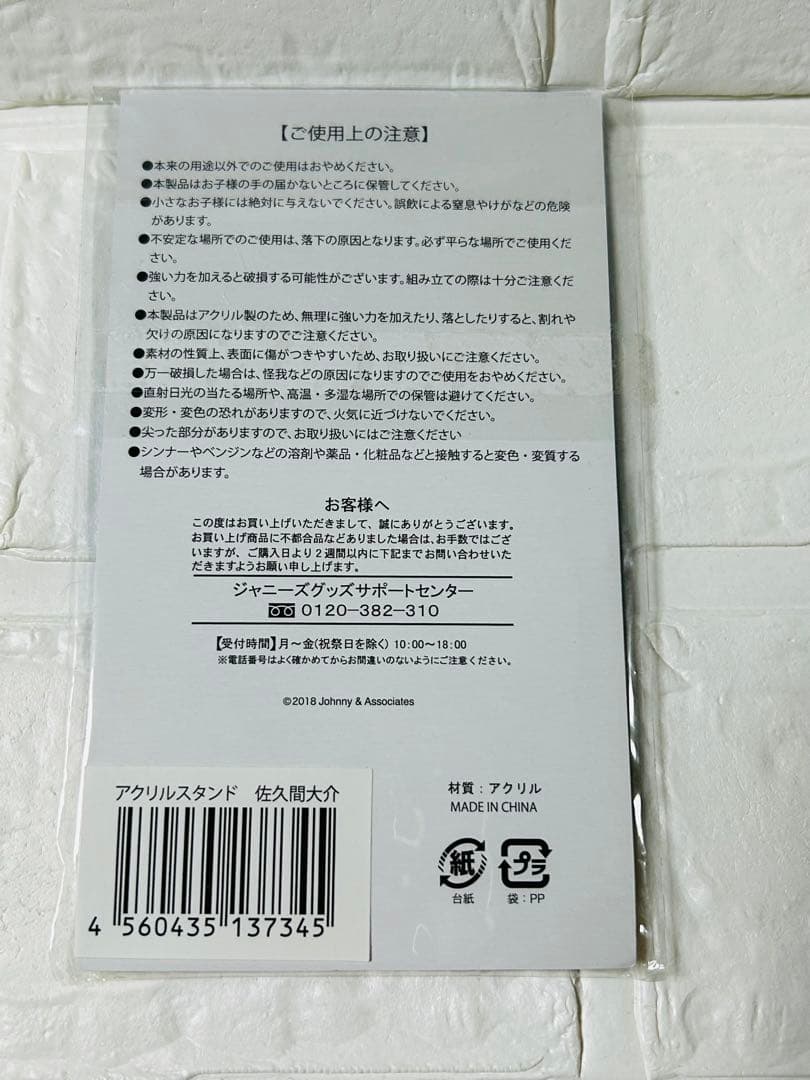 【ご使用上の注意】
●本来の用途以外でのご使用はおやめください。
●本製品はお子様の手の届かないところに保管してください。
●小さなお子様には絶対に与えないでください。誤飲による窒息やけがなどの危険
があります。
●不安定な場所でのご使用は、落下の原因となります。必ず平らな場所でご使用くだ
さい。
●強い力を加えると破損する可能性がございます。組み立ての際は十分ご注意くだ
さい。
●本製品はアクリル製のため、無理に強い力を加えたり、落としたりすると、割れや
欠けの原因になりますのでご注意ください。
●素材の性質上、表面に傷がつきやすいため、お取り扱いにご注意ください。
●万一破損した場合は、怪我などの原因になりますのでご使用をおやめください。
●直射日光の当たる場所や、高温・多湿な場所での保管は避けてください。
●変形・変色の恐れがありますので、火気に近づけないでください。
●尖った部分がありますので、お取り扱いにはご注意ください
●シンナーやベンジンなどの溶剤や薬品・化粧品などと接触すると変色・変質する
場合があります。
お客様へ
この度はお買い上げいただきまして、誠にありがとうございます。
お買い上げ商品に不都合品などありました場合は、お手数ではござ
いますが、ご購入日より2週間以内に下記までお問い合わせいた
だきますようお願い申し上げます。
ジャニーズグッズサポートセンター
0120-382-310
【受付時間】月〜金(祝祭日を除く) 10:00〜18:00
※電話番号はよく確かめてからお間違いのないようにご注意ください。
©2018 Johnny & Associates
アクリルスタンド 佐久間大介
4 560435 137345
材質：アクリル
MADE IN CHINA
紙
台紙
プラ
袋：PP